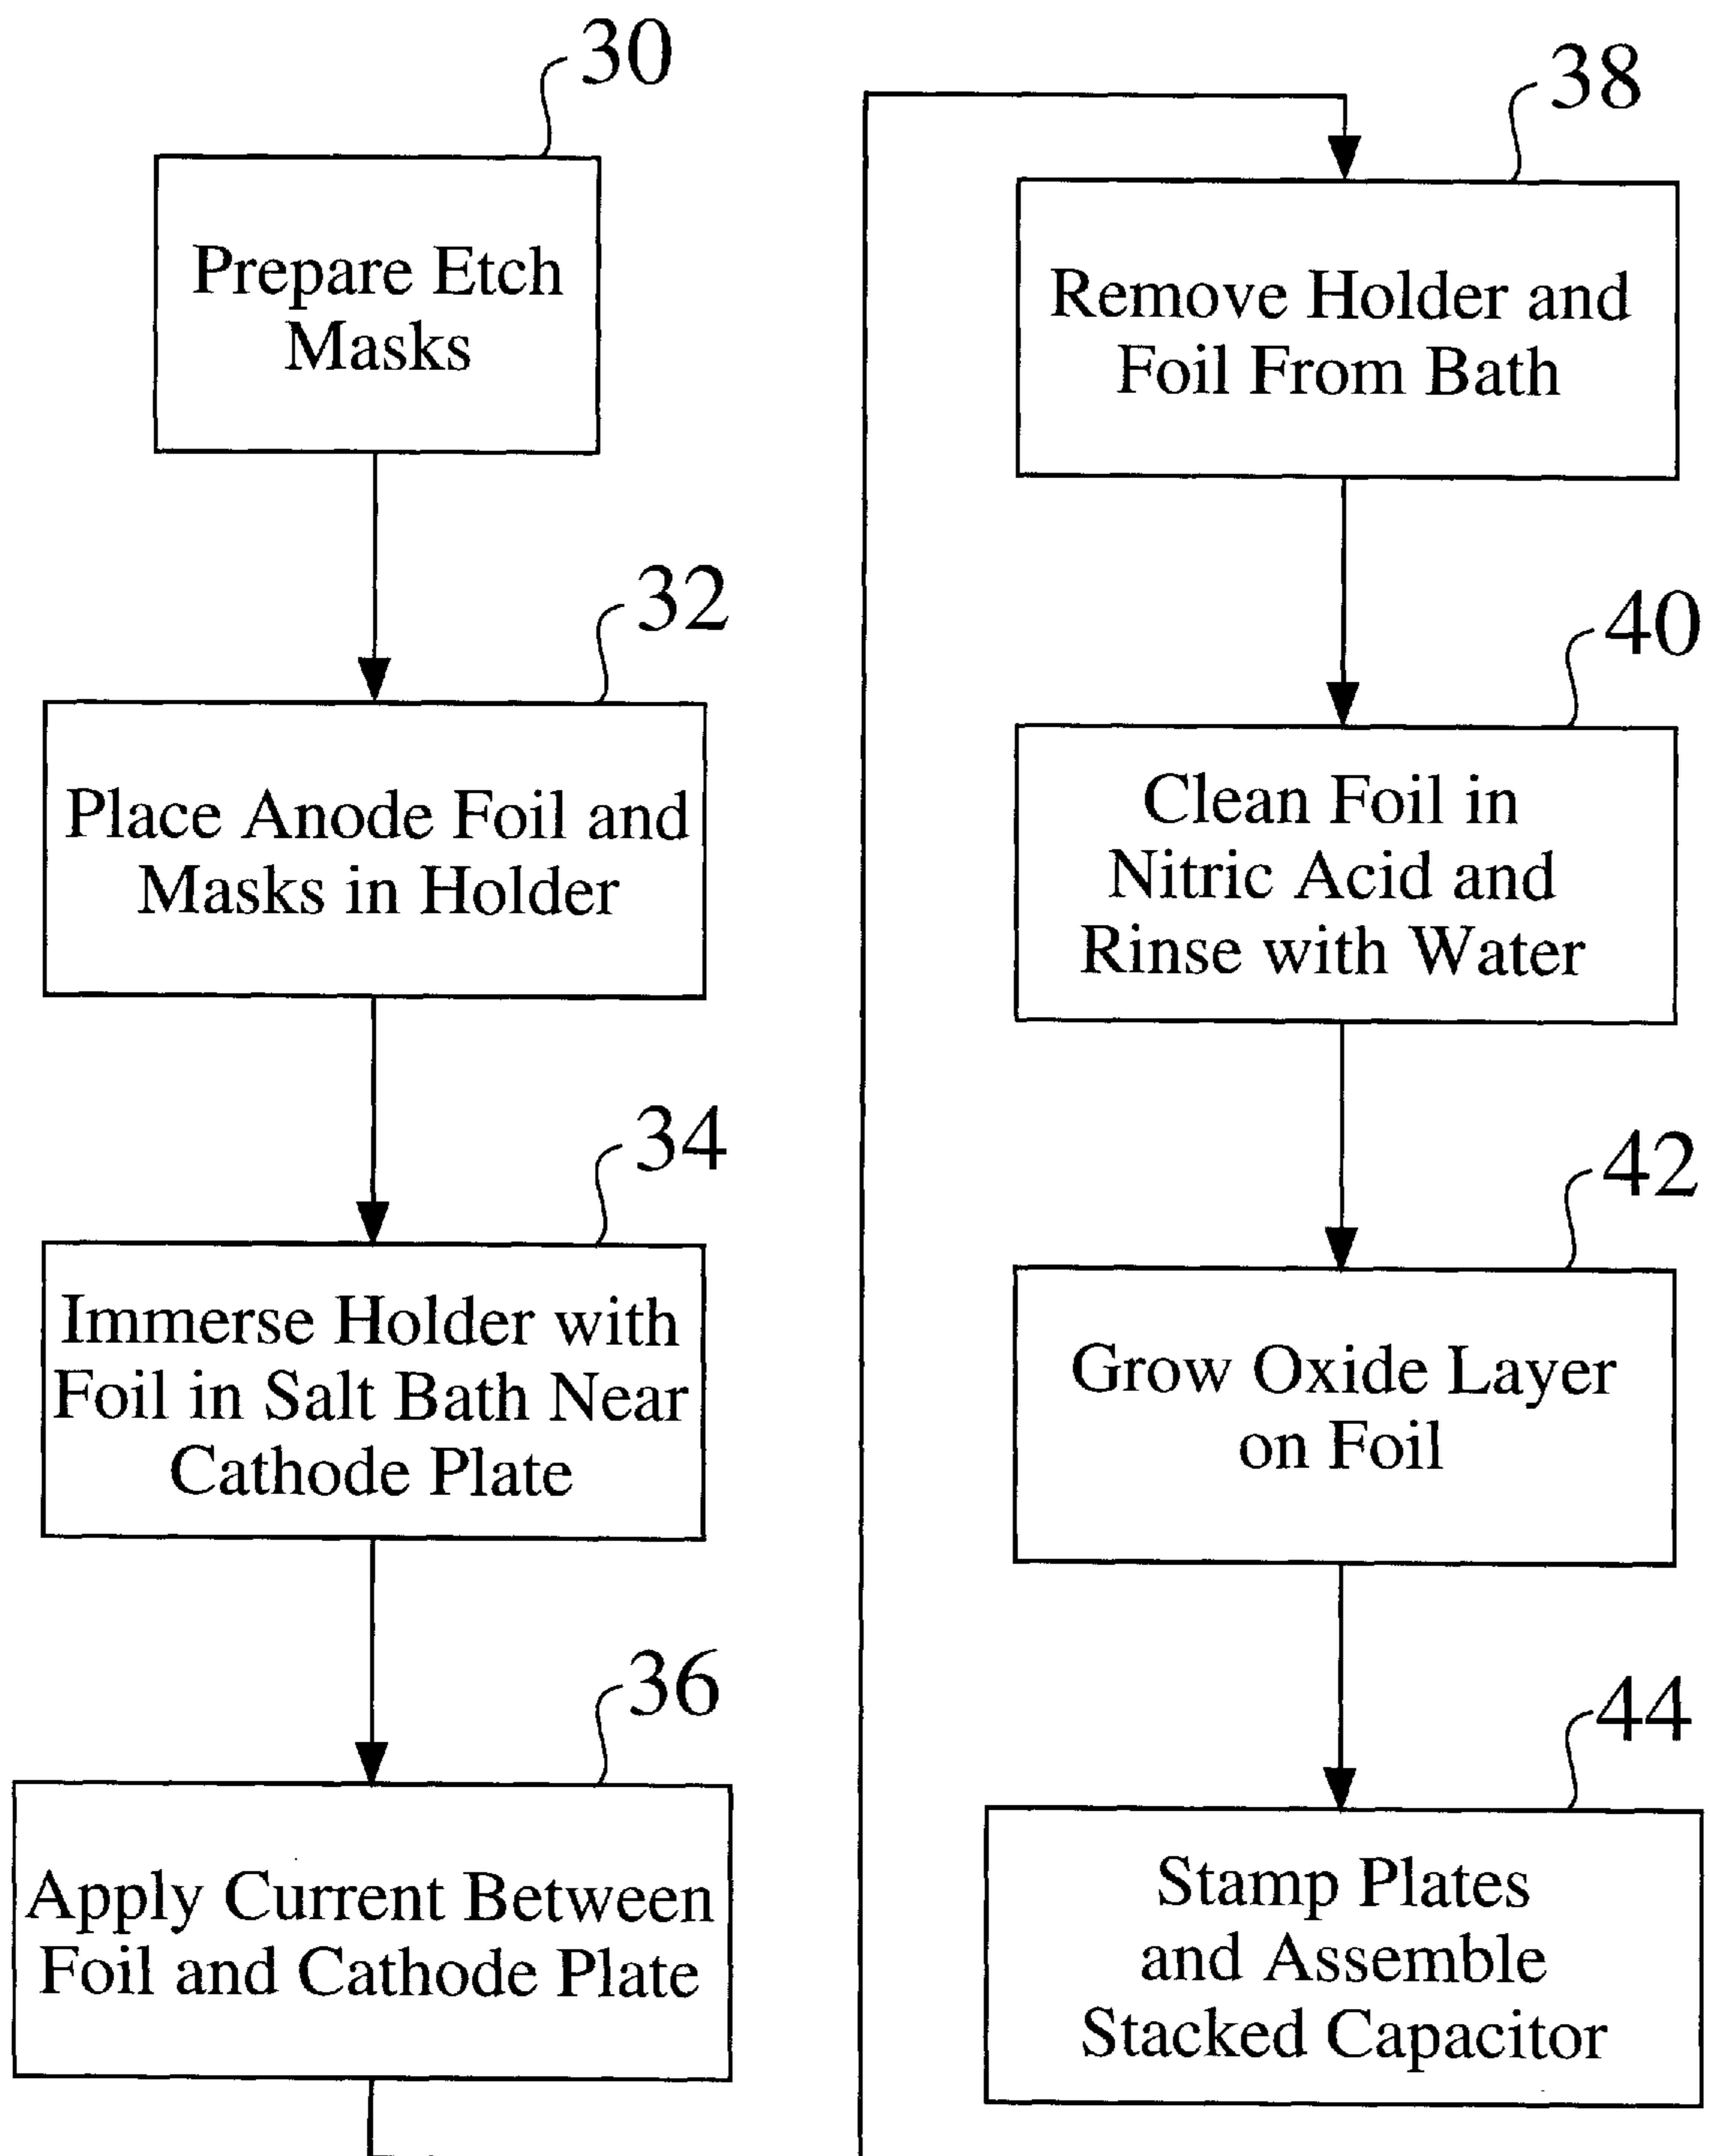 30
Prepare Etch
Masks
32
Place Anode Foil and
Masks in Holder
34
Immerse Holder with
Foil in Salt Bath Near
Cathode Plate
36
Apply Current Between
Foil and Cathode Plate
38
Remove Holder and
Foil From Bath
40
Clean Foil in
Nitric Acid and
Rinse with Water
42
Grow Oxide Layer
on Foil
44
Stamp Plates
and Assemble
Stacked Capacitor